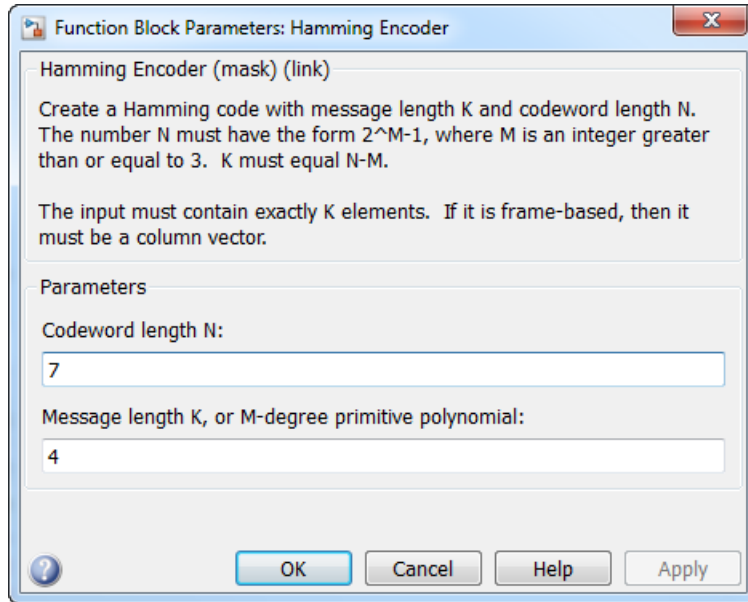 Function Block Parameters: Hamming Encoder
Hamming Encoder (mask) (link)
Create a Hamming code with message length K and codeword length N.
The number N must have the form 2^M-1, where M is an integer greater
than or equal to 3.  K must equal N-M.
The input must contain exactly K elements.  If it is frame-based, then it
must be a column vector.
Parameters
Codeword length N:
7
Message length K, or M-degree primitive polynomial:
4
OK Cancel Help Apply